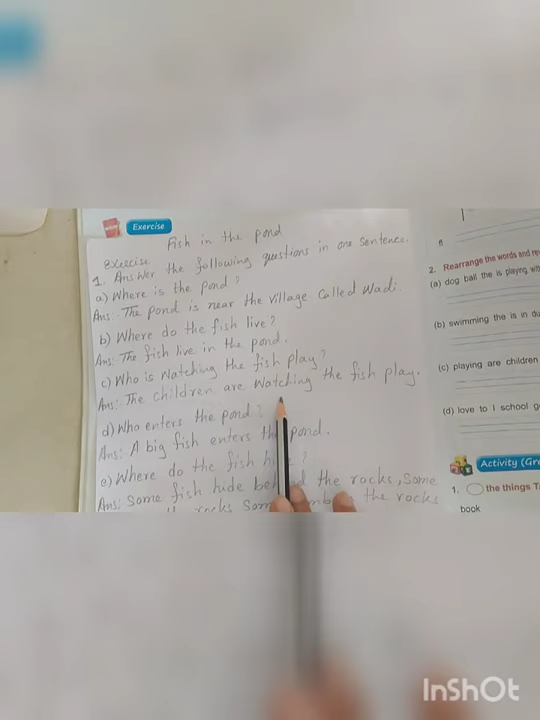 Exercise
Fish in the pond
Exercise
1. Answer the following questions in one sentence.
a) Where is the pond?
Ans:- The pond is near the village called Wadi.
b) Where do the fish live?
Ans: The fish live in the pond.
c) Who is watching the fish play?
Ans: The children are watching the fish play.
d) Who enters the pond?
Ans: A big fish enters the pond.
e) Where do the fish
Ans: Some fish hide behind the rocks, Some
rocks the rocks
2. Rearrange the words and
(a) dog ball the is playing
(b) swimming the is in
(c) playing are children
(d) love to I school
Activity
1. the things
book
InShOt